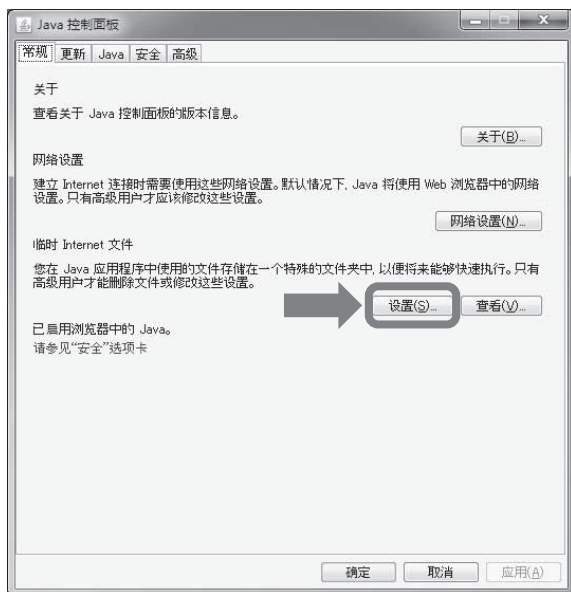 Java 控制面板
常规 更新 Java 安全 高级
关于
查看关于 Java 控制面板的版本信息。
关于(B)...
网络设置
建立 Internet 连接时需要使用这些网络设置。默认情况下, Java 将使用 Web 浏览器中的网络
设置。只有高级用户才应该修改这些设置。
网络设置(N)...
临时 Internet 文件
您在 Java 应用程序中使用的文件存储在一个特殊的文件夹中, 以便将来能够快速执行。只有
高级用户才能删除文件或修改这些设置。
设置(S)... 查看(V)...
已启用浏览器中的 Java。
请参见“安全”选项卡
确定 取消 应用(A)